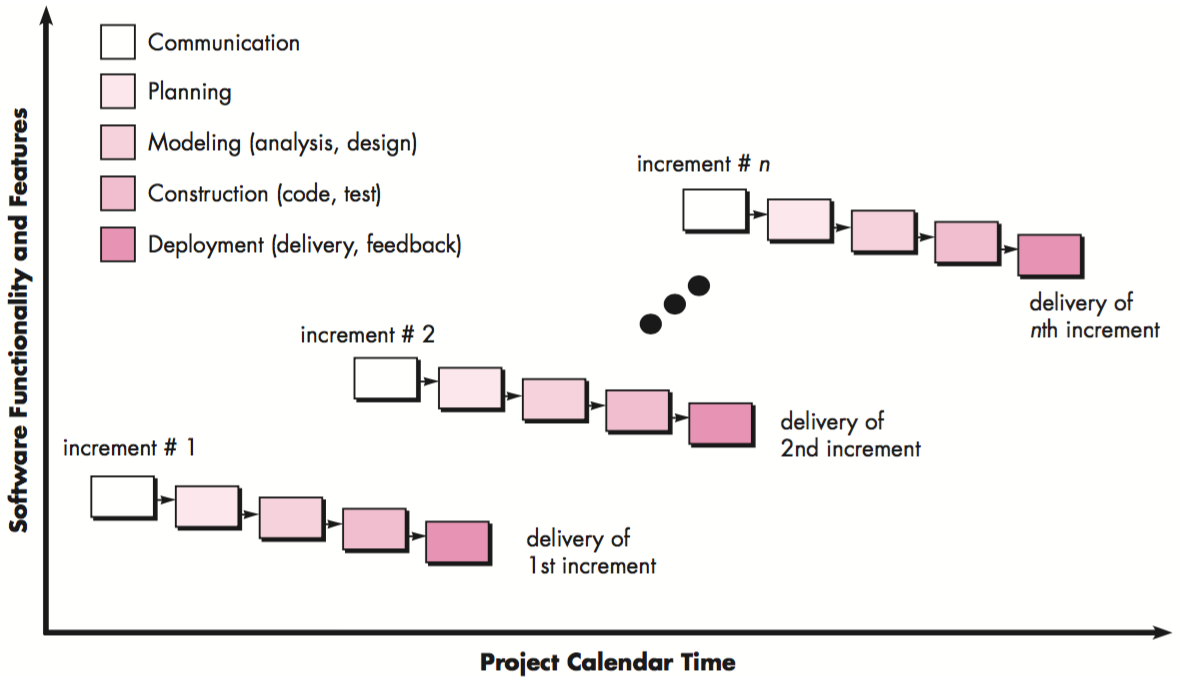 Software Functionality and Features
Communication
Planning
Modeling (analysis, design)
Construction (code, test)
Deployment (delivery, feedback)
increment # n
delivery of
nth increment
increment # 2
delivery of
2nd increment
increment # 1
delivery of
1st increment
Project Calendar Time